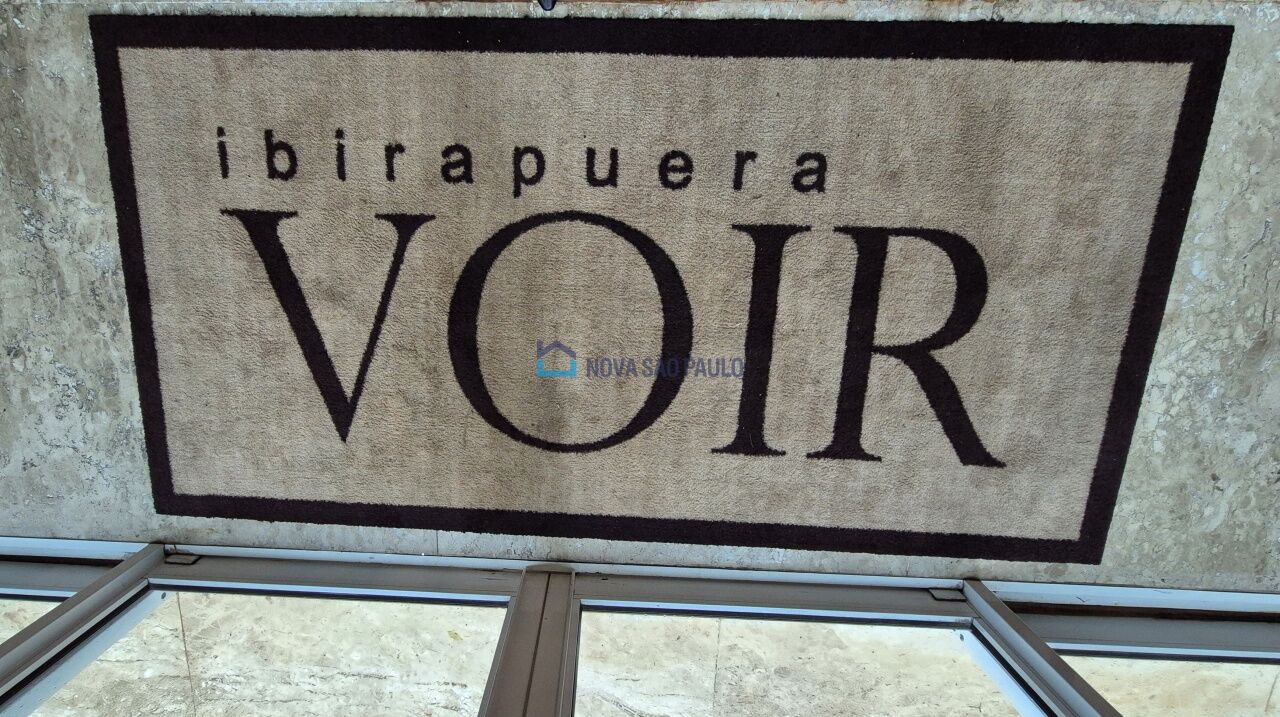 ibirapuera
VOIR
NOVA SÃO PAULO